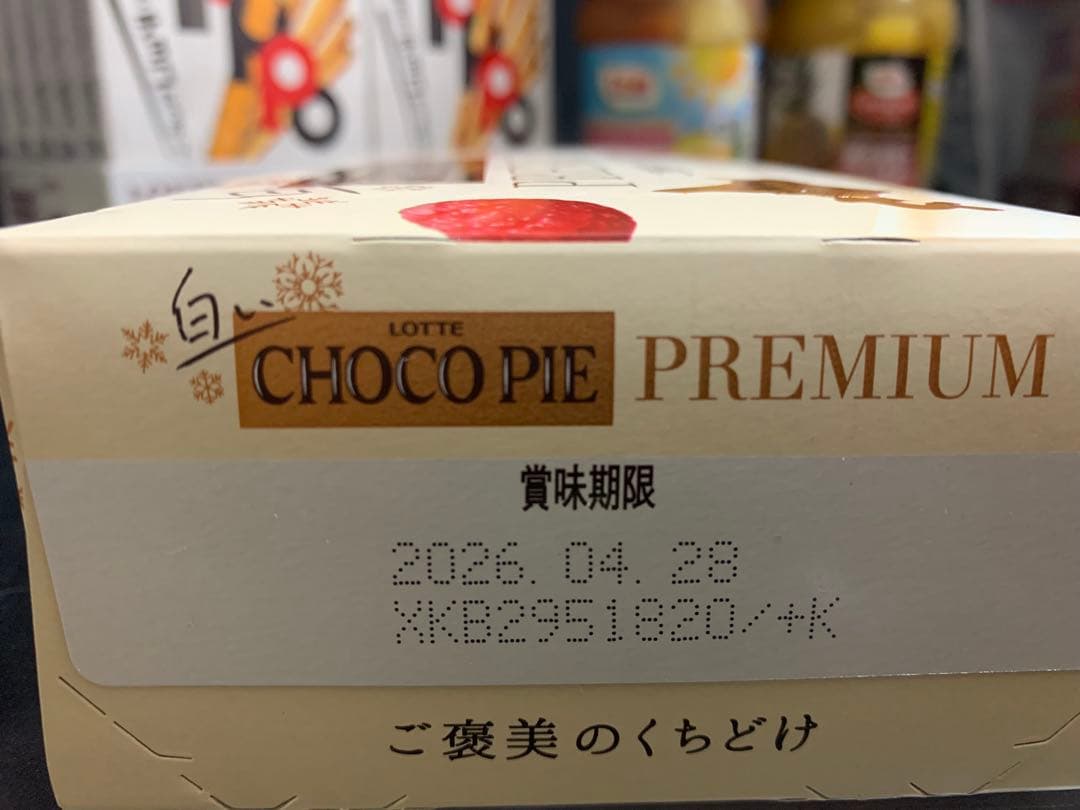 白い
LOTTE
CHOCO PIE PREMIUM
賞味期限
2026.04.28
XKB2951820/+K
ご褒美のくちどけ